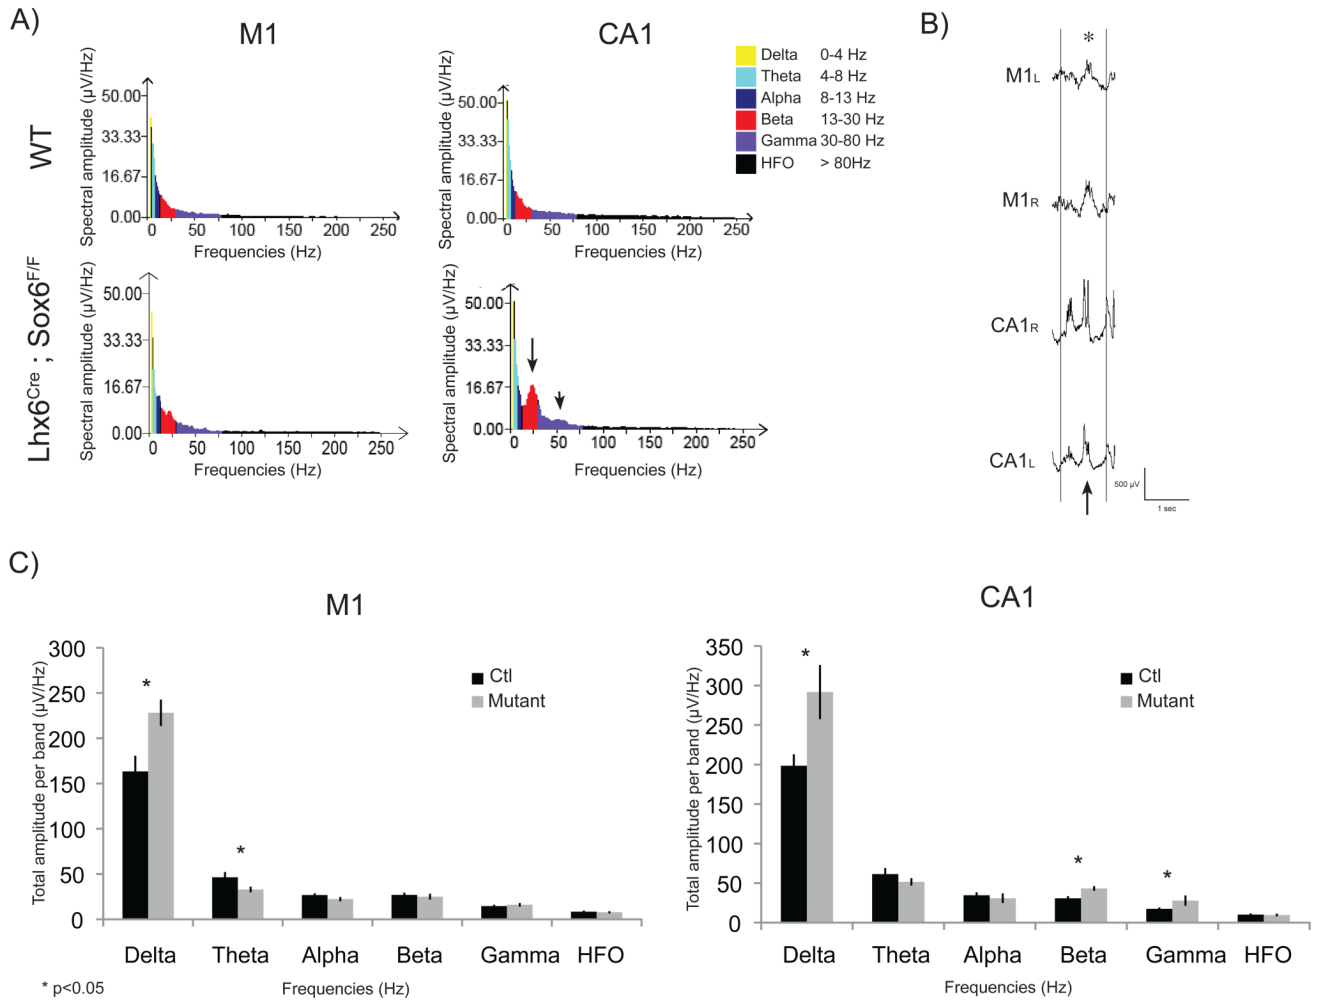 A)
M1
CA1
B)
WT
Spectral amplitude (µV/Hz)
50.00
33.33
16.67
0.00
0 50 100 150 200 250
Frequencies (Hz)
Spectral amplitude (µV/Hz)
50.00
33.33
16.67
0.00
0 50 100 150 200 250
Frequencies (Hz)
Delta 0-4 Hz
Theta 4-8 Hz
Alpha 8-13 Hz
Beta 13-30 Hz
Gamma 30-80 Hz
HFO > 80Hz
Lhx6Cre ; Sox6F/F
Spectral amplitude (µV/Hz)
50.00
33.33
16.67
0.00
0 50 100 150 200 250
Frequencies (Hz)
Spectral amplitude (µV/Hz)
50.00
33.33
16.67
0.00
0 50 100 150 200 250
Frequencies (Hz)
*
M1L
M1R
CA1R
CA1L
500 µV
1 sec
C)
M1
Total amplitude per band (µV/Hz)
300
250
200
150
100
50
0
*
*
Ctl
Mutant
Delta Theta Alpha Beta Gamma HFO
Frequencies (Hz)
* p<0.05
CA1
Total amplitude per band (µV/Hz)
350
300
250
200
150
100
50
0
*
*
*
Ctl
Mutant
Delta Theta Alpha Beta Gamma HFO
Frequencies (Hz)